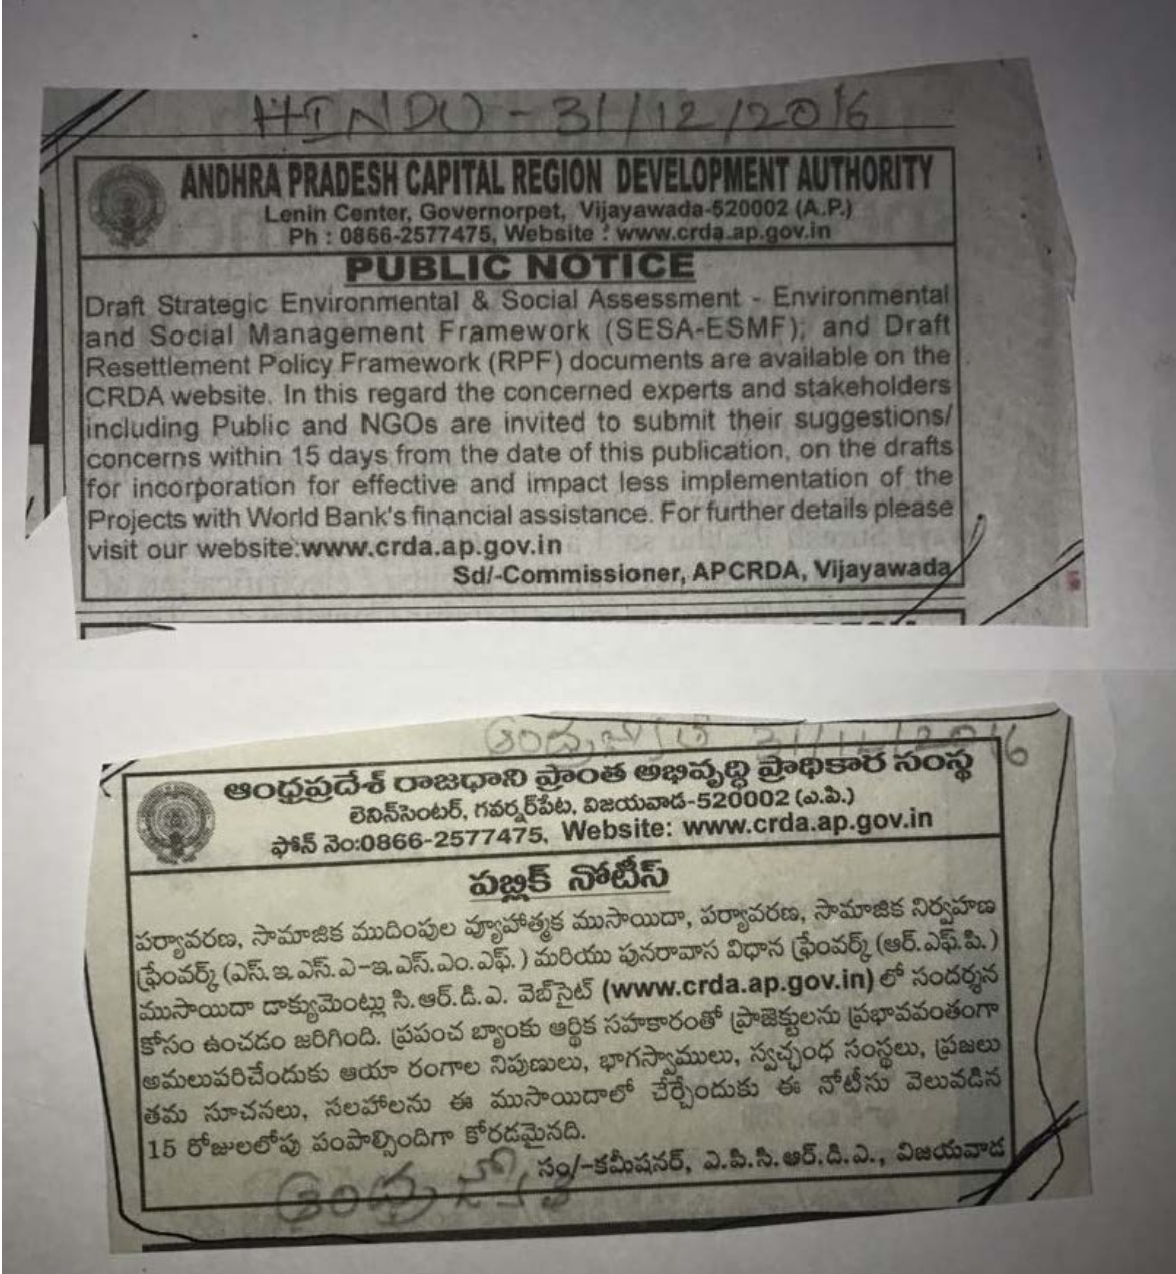 HINDU - 31/12/2016
ANDHRA PRADESH CAPITAL REGION DEVELOPMENT AUTHORITY
Lenin Center, Governorpet, Vijayawada-520002 (A.P.)
Ph : 0866-2577475, Website : www.crda.ap.gov.in
PUBLIC NOTICE
Draft Strategic Environmental & Social Assessment - Environmental
and Social Management Framework (SESA-ESMF); and Draft
Resettlement Policy Framework (RPF) documents are available on the
CRDA website. In this regard the concerned experts and stakeholders
including Public and NGOs are invited to submit their suggestions/
concerns within 15 days from the date of this publication, on the drafts
for incorporation for effective and impact less implementation of the
Projects with World Bank's financial assistance. For further details please
visit our website:www.crda.ap.gov.in
Sd/-Commissioner, APCRDA, Vijayawada
31/12/2016
ఆంధ్రప్రదేశ్ రాజధాని ప్రాంత అభివృద్ధి ప్రాధికార సంస్థ
లెనిన్‌సెంటర్, గవర్నర్‌పేట, విజయవాడ-520002 (ఎ.పి.)
ఫోన్ నెం:0866-2577475, Website: www.crda.ap.gov.in
పబ్లిక్ నోటీస్
పర్యావరణ, సామాజిక ముదింపుల వ్యూహాత్మక ముసాయిదా, పర్యావరణ, సామాజిక నిర్వహణ
ఫ్రేంవర్క్ (ఎస్.ఇ.ఎస్.ఎ-ఇ.ఎస్.ఎం.ఎఫ్.) మరియు పునరావాస విధాన ఫ్రేంవర్క్ (ఆర్.ఎఫ్.పి.)
ముసాయిదా డాక్యుమెంట్లు సి.ఆర్.డి.ఎ. వెబ్‌సైట్ (www.crda.ap.gov.in) లో సందర్శన
కోసం ఉంచడం జరిగింది. ప్రపంచ బ్యాంకు ఆర్థిక సహకారంతో ప్రాజెక్టులను ప్రభావవంతంగా
అమలుపరిచేందుకు ఆయా రంగాల నిపుణులు, భాగస్వాములు, స్వచ్ఛంధ సంస్థలు, ప్రజలు
తమ సూచనలు, సలహాలను ఈ ముసాయిదాలో చేర్చేందుకు ఈ నోటీసు వెలువడిన
15 రోజులలోపు పంపాల్సిందిగా కోరడమైనది.
సం/-కమీషనర్, ఎ.పి.సి.ఆర్.డి.ఎ., విజయవాడ
ఆంధ్ర జ్యోతి